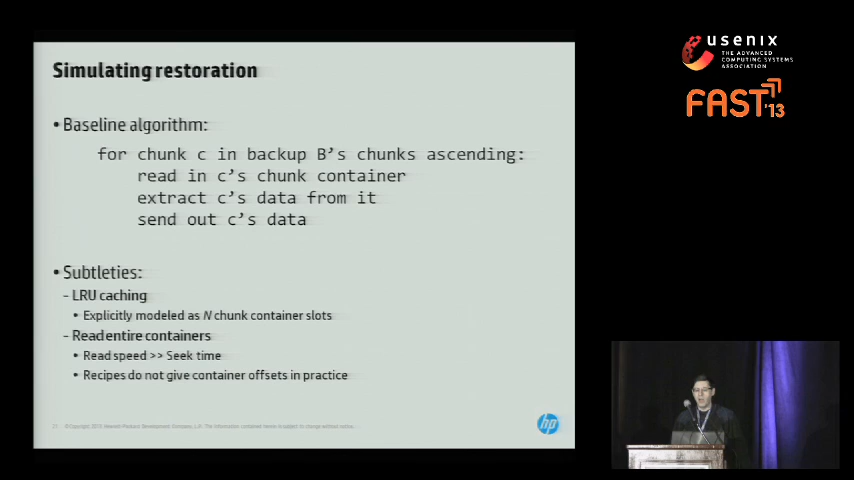 Simulating restoration
• Baseline algorithm:
for chunk c in backup B’s chunks ascending:
read in c’s chunk container
extract c’s data from it
send out c’s data
• Subtleties:
- LRU caching
• Explicitly modeled as N chunk container slots
- Read entire containers
• Read speed >> Seek time
• Recipes do not give container offsets in practice
hp
usenix
THE ADVANCED
COMPUTING SYSTEMS
ASSOCIATION
FAST '13